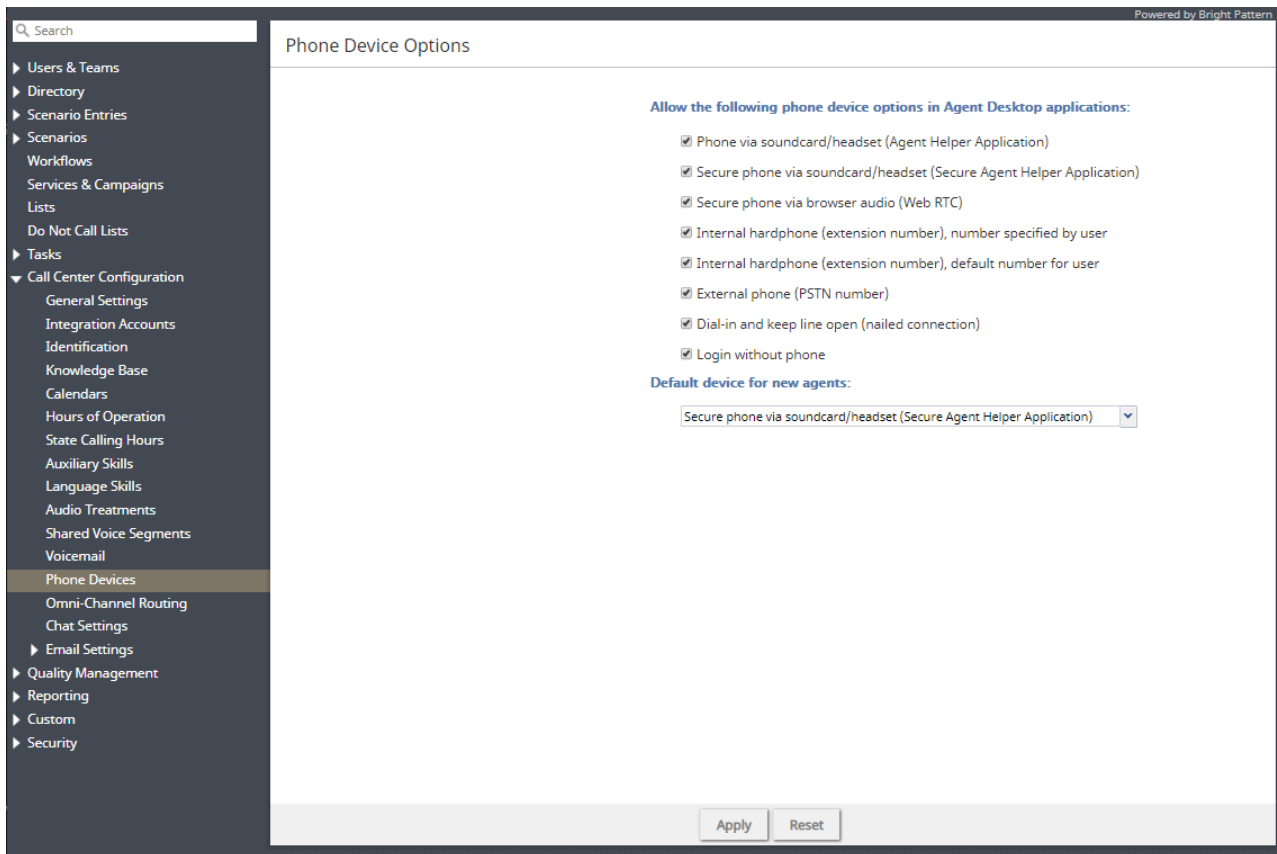 Powered by Bright Pattern
Search
Users & Teams
Directory
Scenario Entries
Scenarios
Workflows
Services & Campaigns
Lists
Do Not Call Lists
Tasks
Call Center Configuration
General Settings
Integration Accounts
Identification
Knowledge Base
Calendars
Hours of Operation
State Calling Hours
Auxiliary Skills
Language Skills
Audio Treatments
Shared Voice Segments
Voicemail
Phone Devices
Omni-Channel Routing
Chat Settings
Email Settings
Quality Management
Reporting
Custom
Security
Phone Device Options
Allow the following phone device options in Agent Desktop applications:
Phone via soundcard/headset (Agent Helper Application)
Secure phone via soundcard/headset (Secure Agent Helper Application)
Secure phone via browser audio (Web RTC)
Internal hardphone (extension number), number specified by user
Internal hardphone (extension number), default number for user
External phone (PSTN number)
Dial-in and keep line open (nailed connection)
Login without phone
Default device for new agents:
Secure phone via soundcard/headset (Secure Agent Helper Application)
Apply Reset